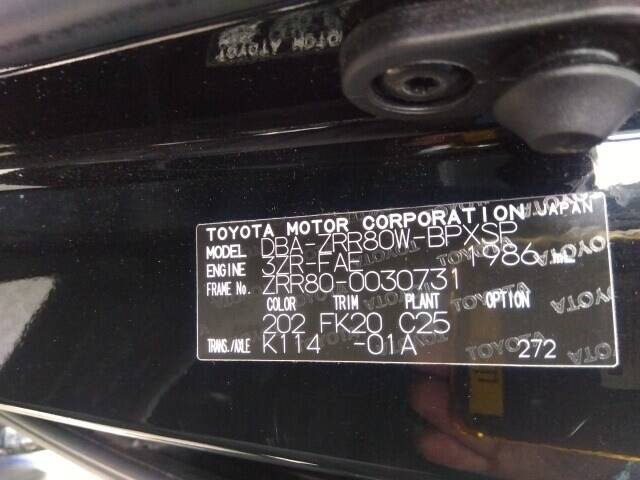 TOYOTA MOTOR CORPORATION JAPAN
MODEL DBA-ZRR80W-BPXSP
ENGINE 3ZR-FAE 1986 mL
FRAME No. ZRR80-0030731
COLOR TRIM PLANT OPTION
202 FK20 C25
TRANS./AXLE K114 -01A 272